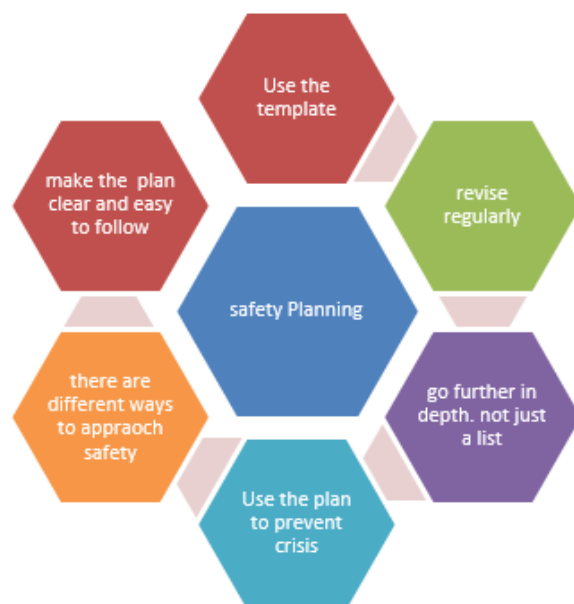 Use the
template
revise
regularly
go further in
depth. not just
a list
Use the plan
to prevent
crisis
there are
different ways
to appraoch
safety
make the  plan
clear and easy
to follow
safety Planning